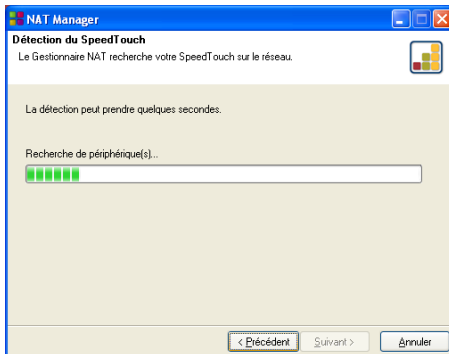 NAT Manager
Détection du SpeedTouch
Le Gestionnaire NAT recherche votre SpeedTouch sur le réseau.
La détection peut prendre quelques secondes.
Recherche de périphérique(s)...
< Précédent Suivant > Annuler